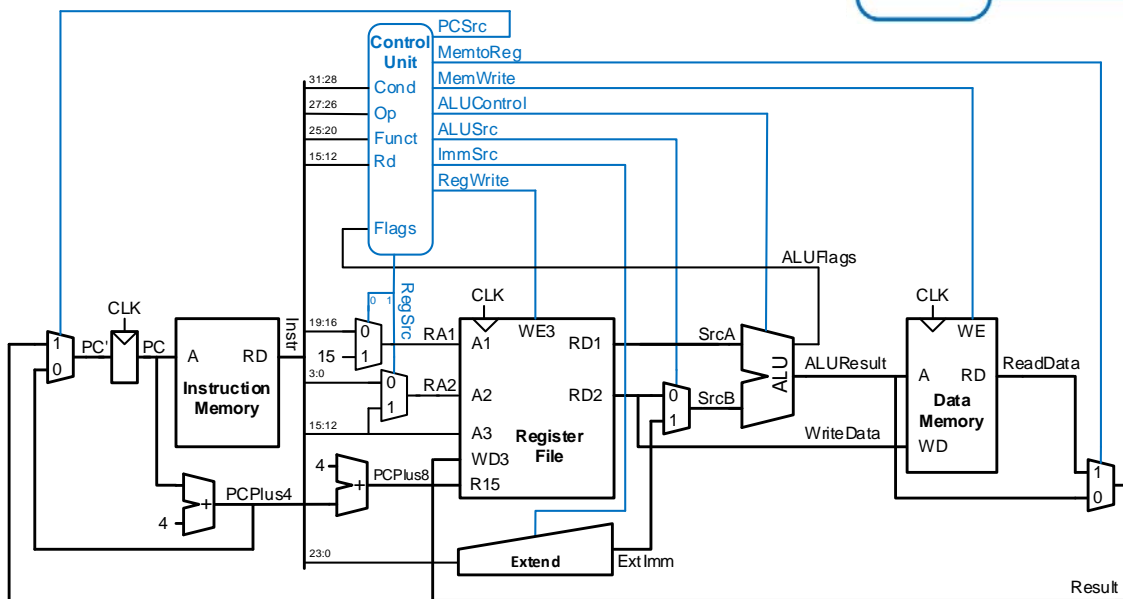 PCSrc
Control
Unit
MemtoReg
MemWrite
ALUControl
ALUSrc
ImmSrc
RegWrite
31:28
Cond
27:26
Op
25:20
Funct
15:12
Rd
Flags
ALUFlags
0 1
RegSrc
CLK
CLK
CLK
Instr
19:16
0
15
1
RA1
A1
WE3
RD1
SrcA
WE
1
0
PC'
PC
A
RD
Instruction
Memory
3:0
0
1
RA2
A2
RD2
0
1
SrcB
ALU
ALUResult
A
RD
Data
Memory
ReadData
15:12
A3
Register
File
WriteData
WD
WD3
4
+
PCPlus8
R15
1
0
+
PCPlus4
4
23:0
Extend
ExtImm
Result